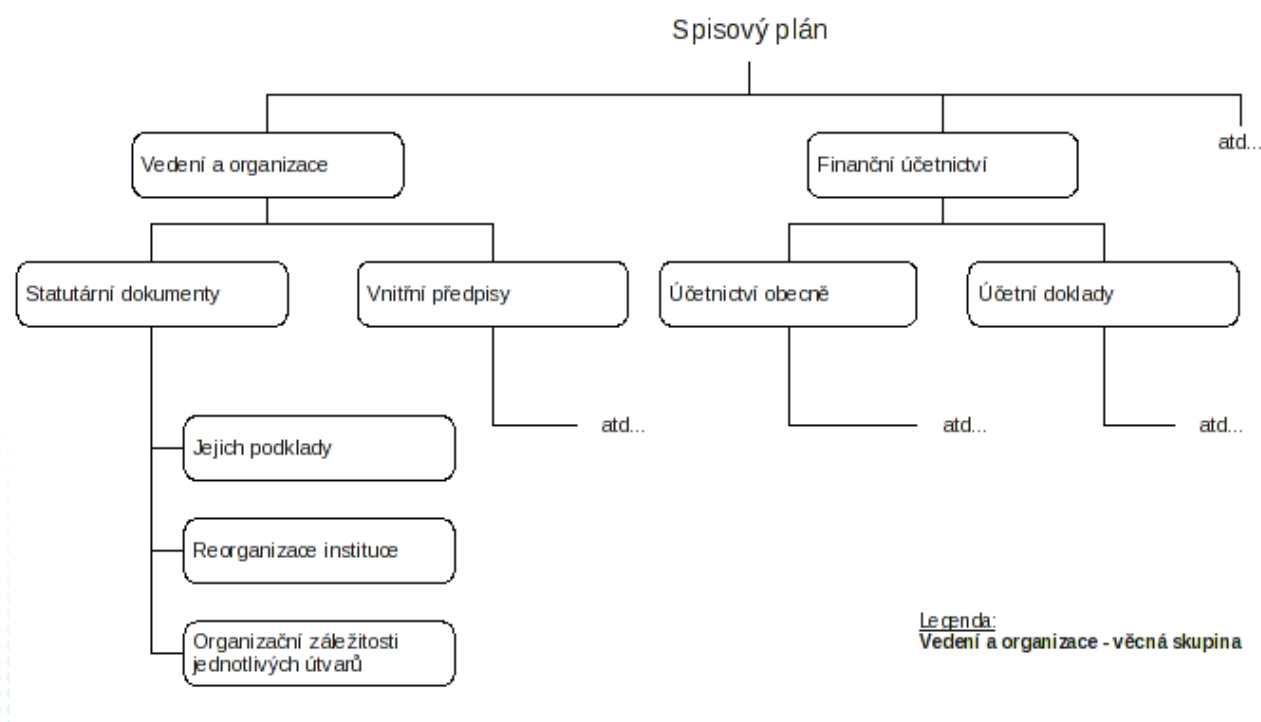 Spisový plán
atd...
Vedení a organizace
Finanční účetnictví
Statutární dokumenty
Vnitřní předpisy
Účetnictví obecně
Účetní doklady
atd...
atd...
atd...
Jejich podklady
Reorganizace instituce
Organizační záležitosti
jednotlivých útvarů
Legenda:
Vedení a organizace - věcná skupina